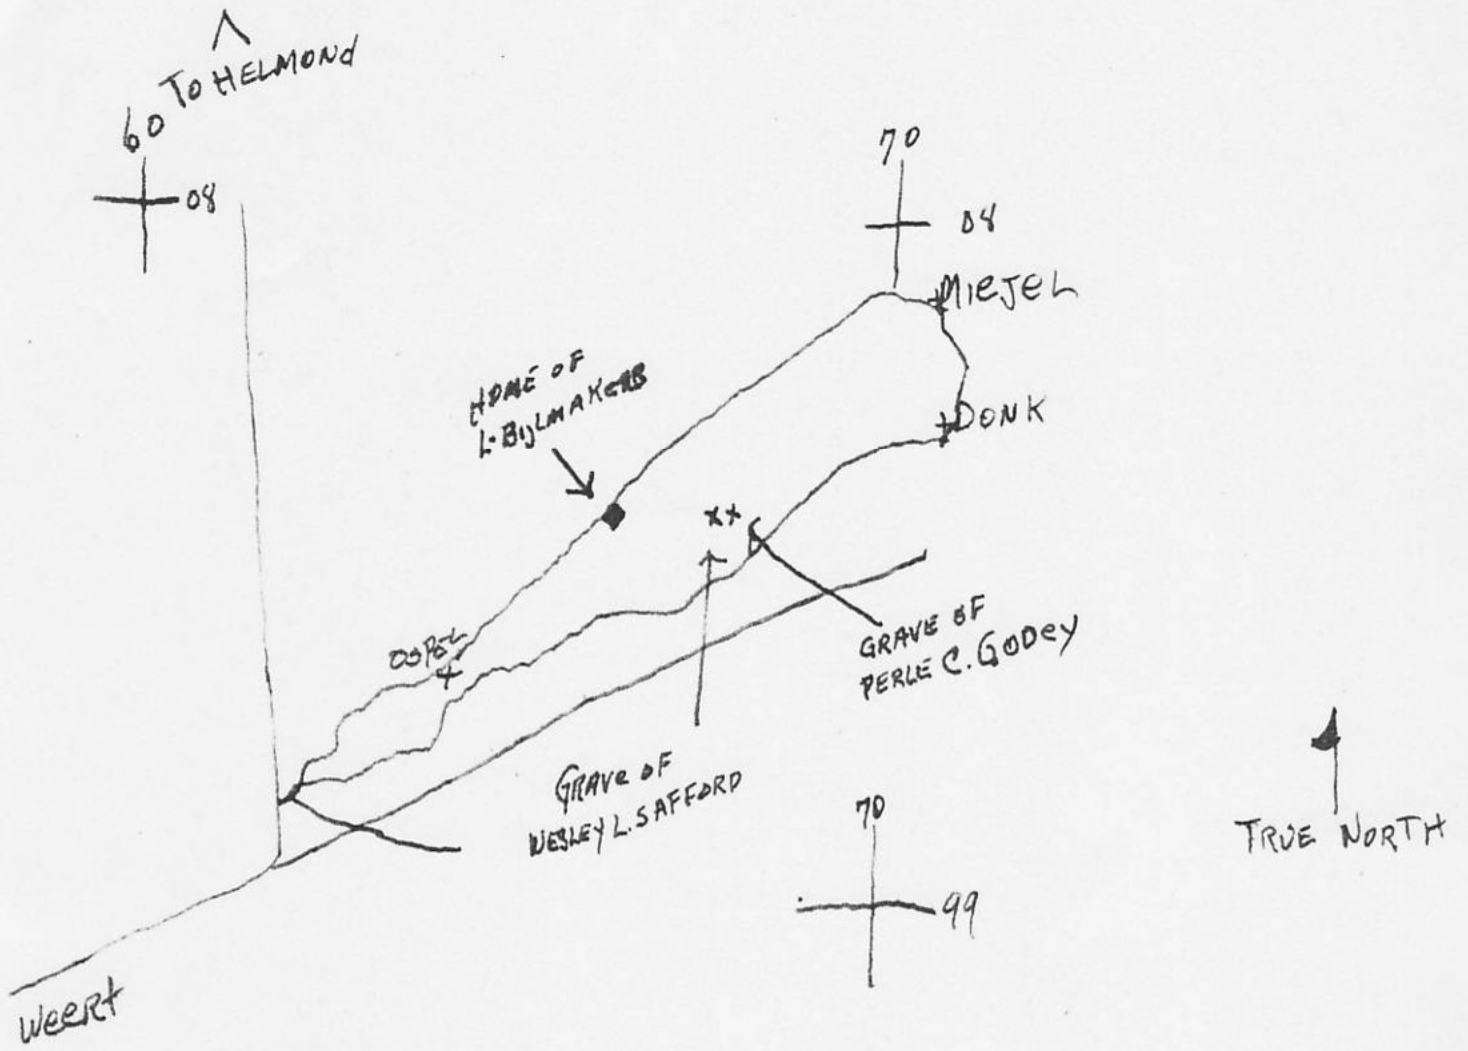 TO HELMOND
60
08
70
08
MIEJEL
HOME OF
L. BIJLMAKERS
DONK
XX
OSPEL
GRAVE OF
PERLE C. GODEY
GRAVE OF
WESLEY L. SAFFORD
70
99
TRUE NORTH
WEERT